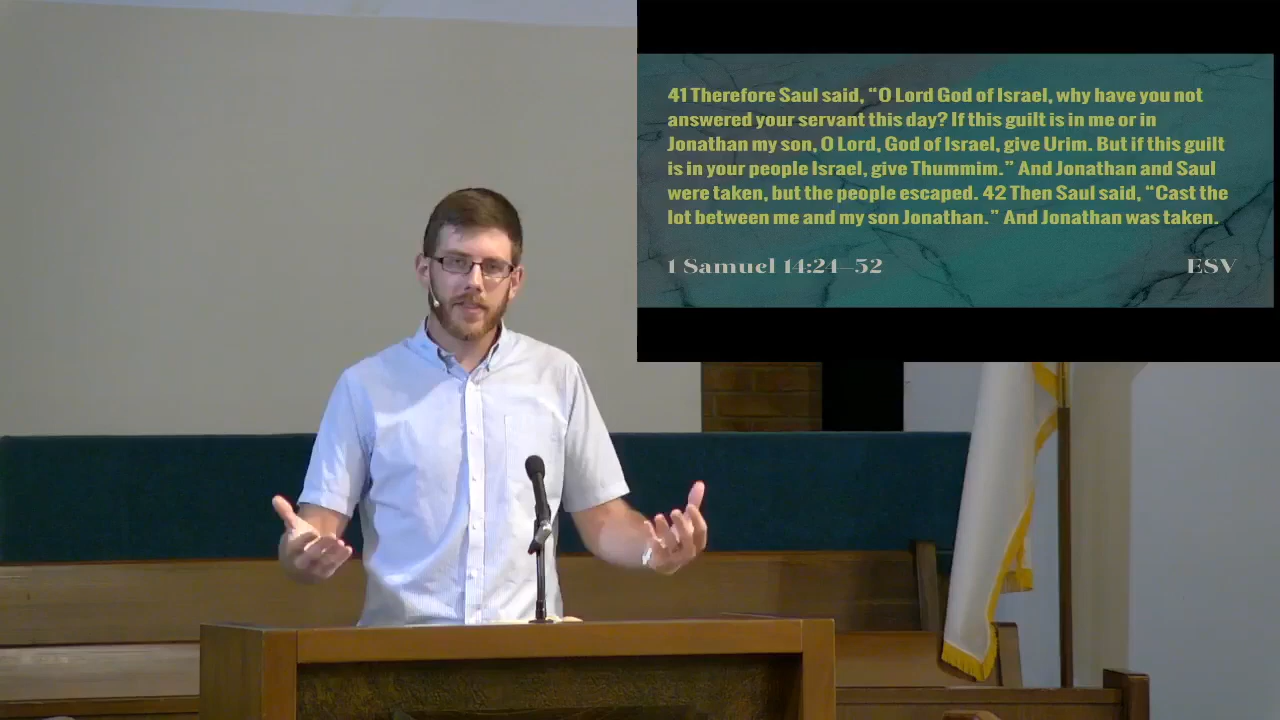 41 Therefore Saul said, “O Lord God of Israel, why have you not
answered your servant this day? If this guilt is in me or in
Jonathan my son, O Lord, God of Israel, give Urim. But if this guilt
is in your people Israel, give Thummim.” And Jonathan and Saul
were taken, but the people escaped. 42 Then Saul said, “Cast the
lot between me and my son Jonathan.” And Jonathan was taken.
1 Samuel 14:24–52 ESV